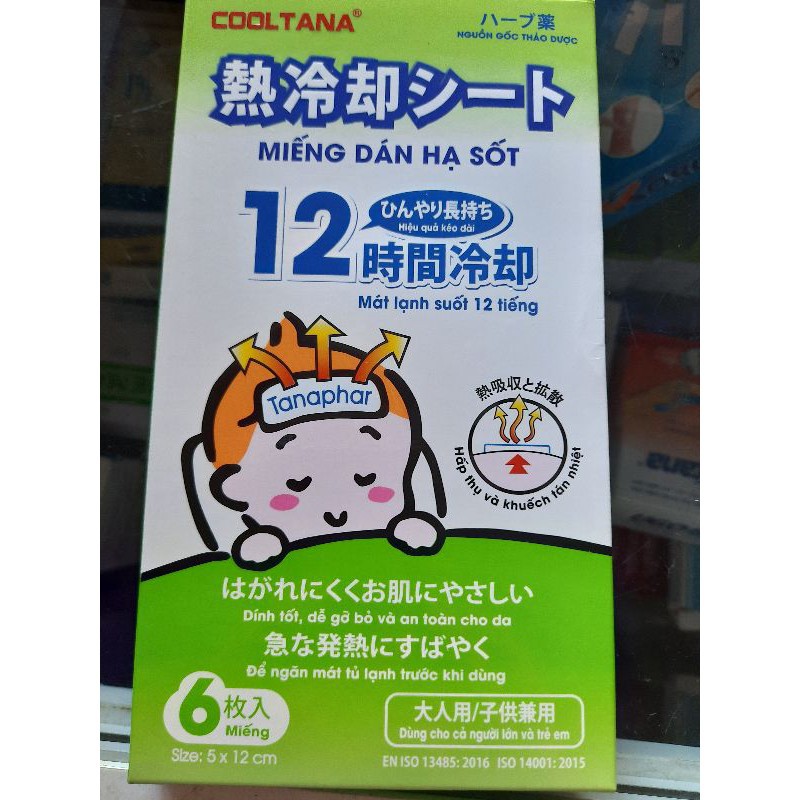 COOLTANA®
ハーブ薬
NGUỒN GỐC THẢO DƯỢC
熱冷却シート
MIẾNG DÁN HẠ SỐT
12時間冷却
ひんやり長持ち
Hiệu quả kéo dài
Mát lạnh suốt 12 tiếng
Tanaphar
熱吸収と拡散
Hấp thụ và khuếch tán nhiệt
はがれにくくお肌にやさしい
Dính tốt, dễ gỡ bỏ và an toàn cho da
急な発熱にすばやく
Để ngăn mát tủ lạnh trước khi dùng
6枚入
Miếng
Size: 5 x 12 cm
大人用/子供兼用
Dùng cho cả người lớn và trẻ em
EN ISO 13485: 2016 ISO 14001: 2015